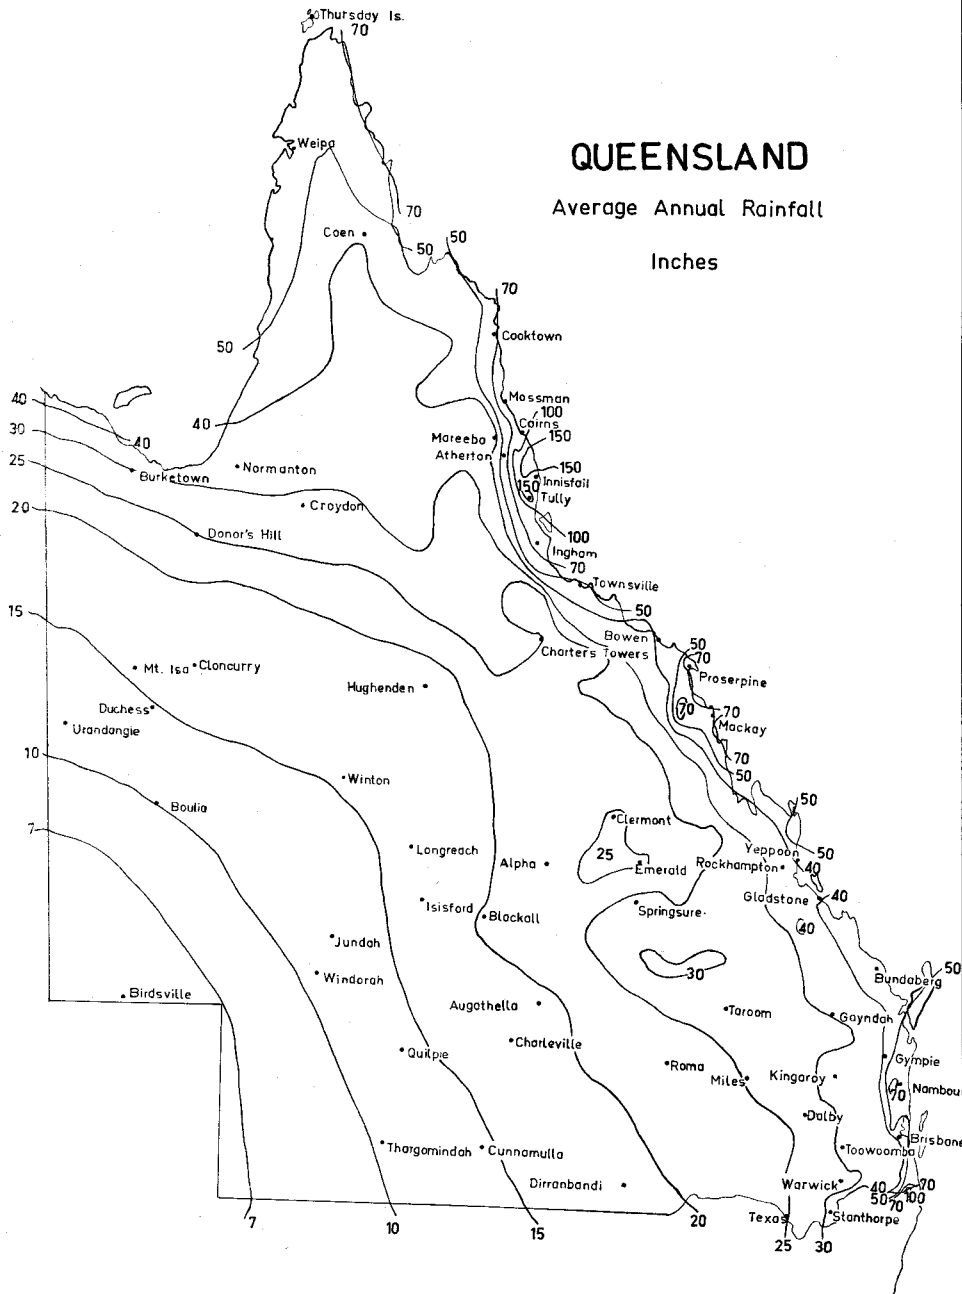 Thursday Is.
70
QUEENSLAND
Average Annual Rainfall
Inches
Weipa
70
Coen
50
50
70
Cooktown
50
40
40
Mossman
100
Cairns
150
30
40
Mareeba
Atherton
25
Burketown
Normanton
150
Innisfail
150
Tully
20
Croydon
Donor's Hill
100
Ingham
70
Townsville
15
50
Bowen
Charters Towers
50
70
Mt. Isa
Cloncurry
Hughenden
Proserpine
Duchess
Urandangie
70
70
Mackay
10
Winton
70
50
Boulia
50
7
Clermont
Longreach
Alpha
25
Emerald
Yeppoon
50
Rockhampton
40
Isisford
Blackall
Springsure
Gladstone
40
40
Jundah
Windorah
30
50
Bundaberg
Birdsville
Augathella
Taroom
Gayndah
Charleville
Quilpie
Roma
Miles
Kingaroy
Gympie
70
Nambour
Dalby
Thargomindah
Cunnamulla
Toowoomba
Brisbane
Dirranbandi
Warwick
40
70
50
100
70
7
10
15
20
Texas
Stanthorpe
25
30